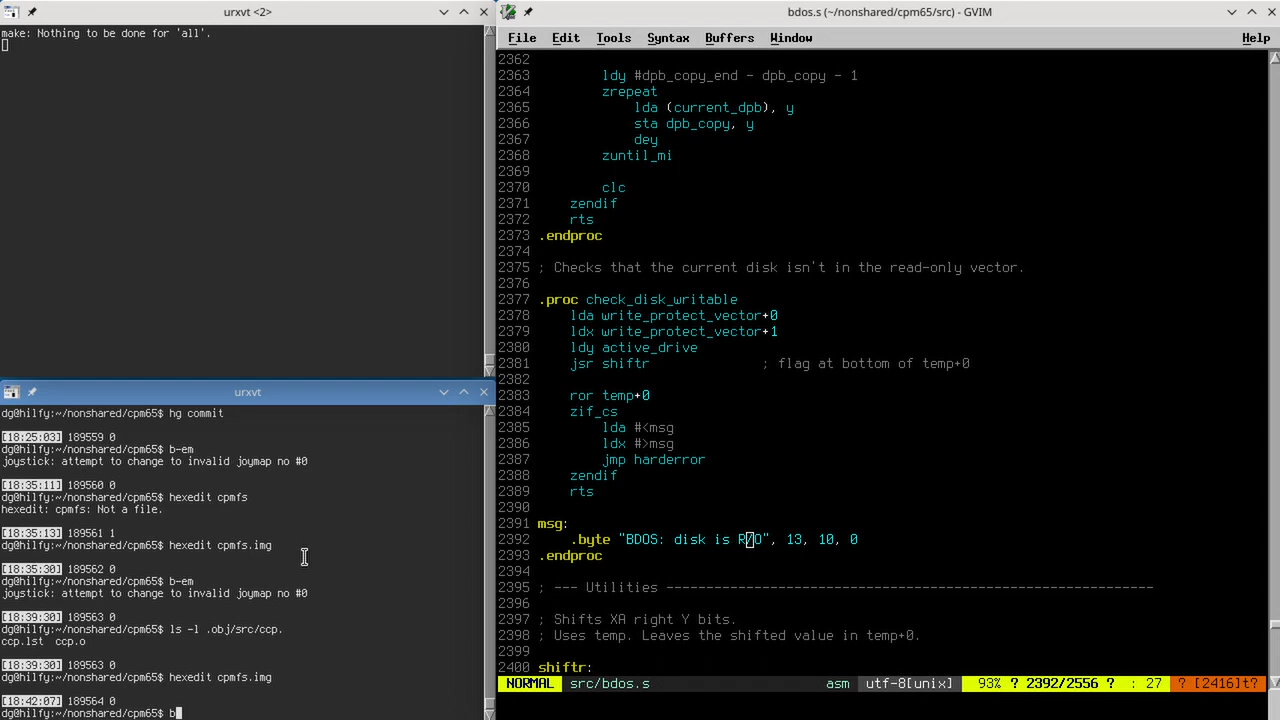 urxvt <2>
make: Nothing to be done for 'all'.
urxvt
dg@hilfy:~/nonshared/cpm65$ hg commit
[18:25:03] 189559 0
dg@hilfy:~/nonshared/cpm65$ b-em
joystick: attempt to change to invalid joymap no #0
[18:35:11] 189560 0
dg@hilfy:~/nonshared/cpm65$ hexedit cpmfs
hexedit: cpmfs: Not a file.
[18:35:13] 189561 1
dg@hilfy:~/nonshared/cpm65$ hexedit cpmfs.img
[18:35:30] 189562 0
dg@hilfy:~/nonshared/cpm65$ b-em
joystick: attempt to change to invalid joymap no #0
[18:39:30] 189563 0
dg@hilfy:~/nonshared/cpm65$ ls -l .obj/src/ccp.
ccp.lst  ccp.o
[18:39:30] 189563 0
dg@hilfy:~/nonshared/cpm65$ hexedit cpmfs.img
[18:42:07] 189564 0
dg@hilfy:~/nonshared/cpm65$ b
bdos.s (~/nonshared/cpm65/src) - GVIM
File Edit Tools Syntax Buffers Window Help
2362
2363 ldy #dpb_copy_end - dpb_copy - 1
2364 zrepeat
2365 lda (current_dpb), y
2366 sta dpb_copy, y
2367 dey
2368 zuntil_mi
2369
2370 clc
2371 zendif
2372 rts
2373 .endproc
2374
2375 ; Checks that the current disk isn't in the read-only vector.
2376
2377 .proc check_disk_writable
2378 lda write_protect_vector+0
2379 ldx write_protect_vector+1
2380 ldy active_drive
2381 jsr shiftr ; flag at bottom of temp+0
2382
2383 ror temp+0
2384 zif_cs
2385 lda #<msg
2386 ldx #>msg
2387 jmp harderror
2388 zendif
2389 rts
2390
2391 msg:
2392 .byte "BDOS: disk is R/O", 13, 10, 0
2393 .endproc
2394
2395 ; --- Utilities --------------------------------------------------------------
2396
2397 ; Shifts XA right Y bits.
2398 ; Uses temp. Leaves the shifted value in temp+0.
2399
2400 shiftr:
NORMAL src/bdos.s asm utf-8[unix] 93% ? 2392/2556 ? : 27 ? [2416]t?